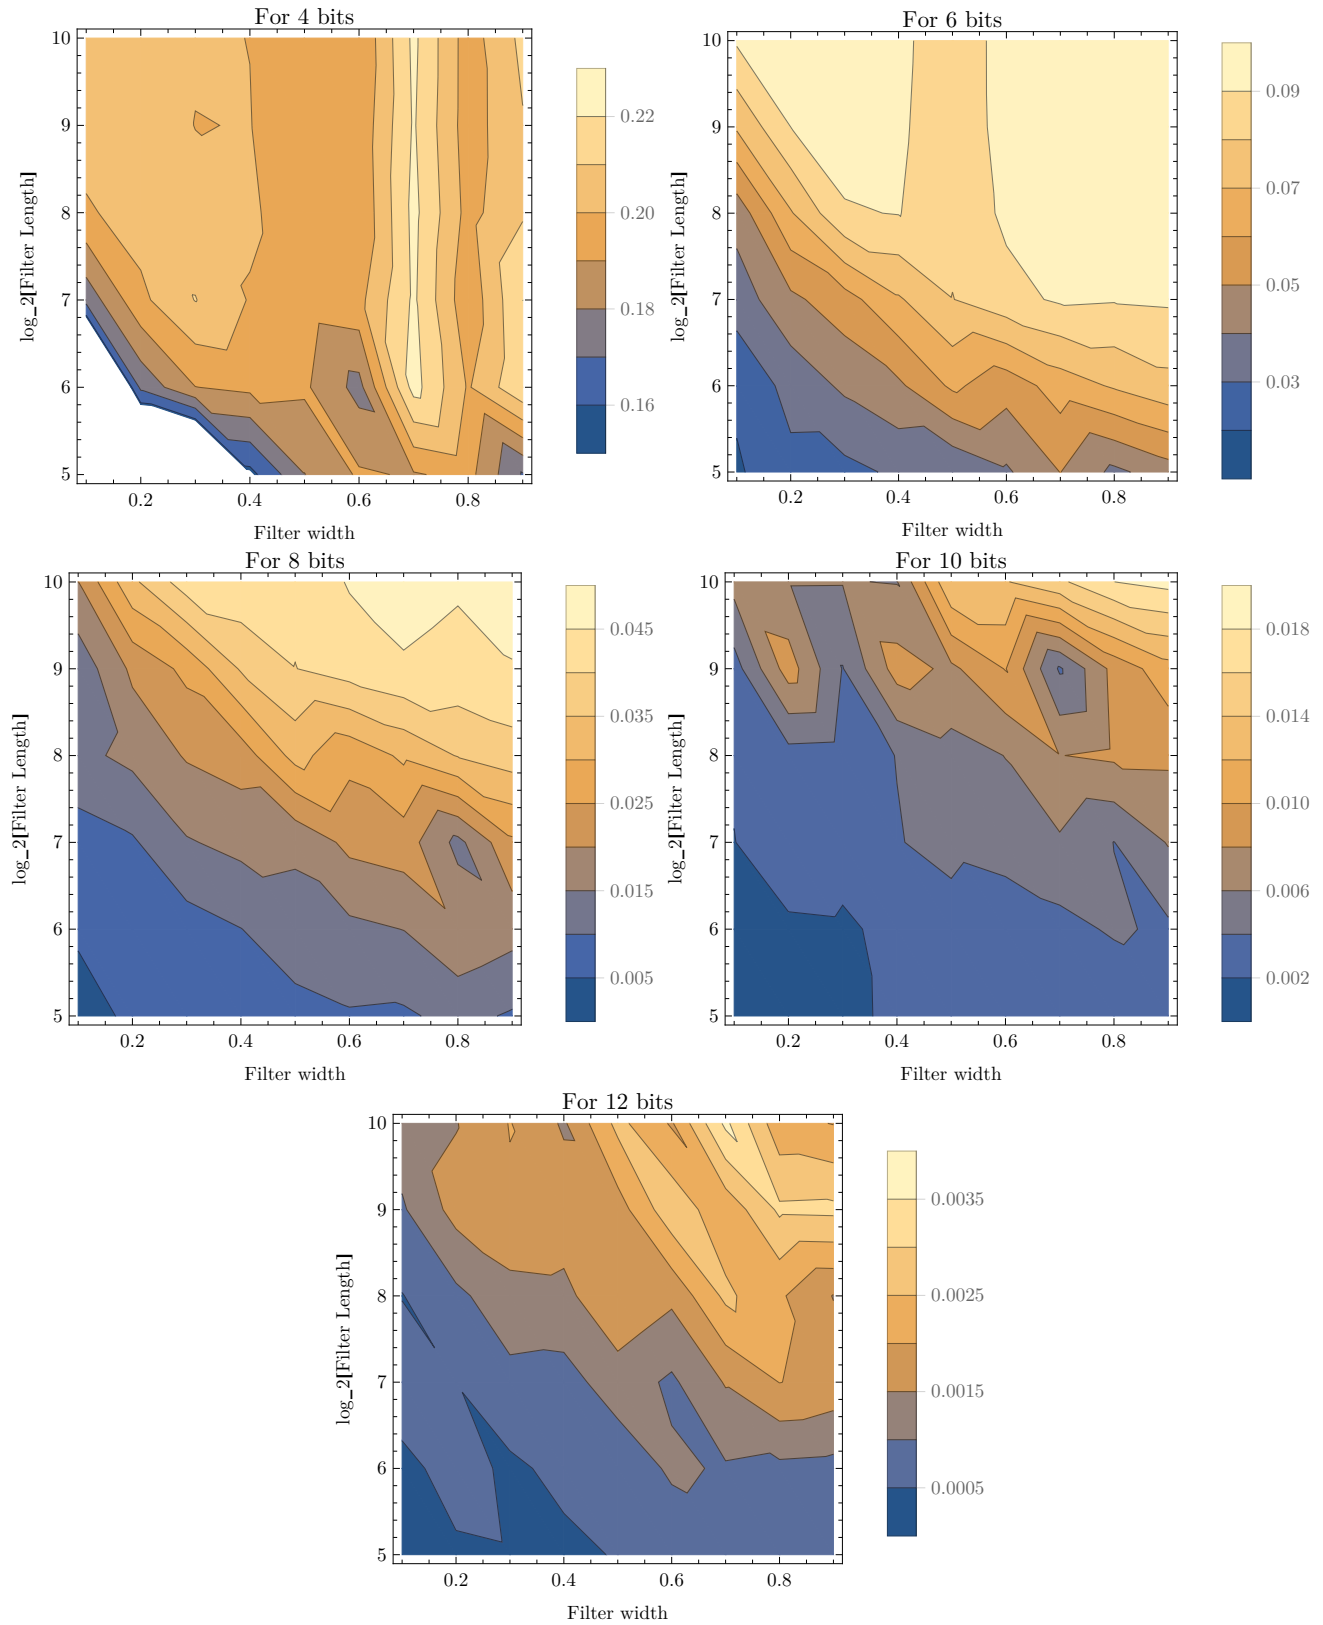 For 4 bits
10
9
8
7
6
5
0.2 0.4 0.6 0.8
log_2[Filter Length]
Filter width
0.22
0.20
0.18
0.16
For 6 bits
10
9
8
7
6
5
0.2 0.4 0.6 0.8
log_2[Filter Length]
Filter width
0.09
0.07
0.05
0.03
For 8 bits
10
9
8
7
6
5
0.2 0.4 0.6 0.8
log_2[Filter Length]
Filter width
0.045
0.035
0.025
0.015
0.005
For 10 bits
10
9
8
7
6
5
0.2 0.4 0.6 0.8
log_2[Filter Length]
Filter width
0.018
0.014
0.010
0.006
0.002
For 12 bits
10
9
8
7
6
5
0.2 0.4 0.6 0.8
log_2[Filter Length]
Filter width
0.0035
0.0025
0.0015
0.0005